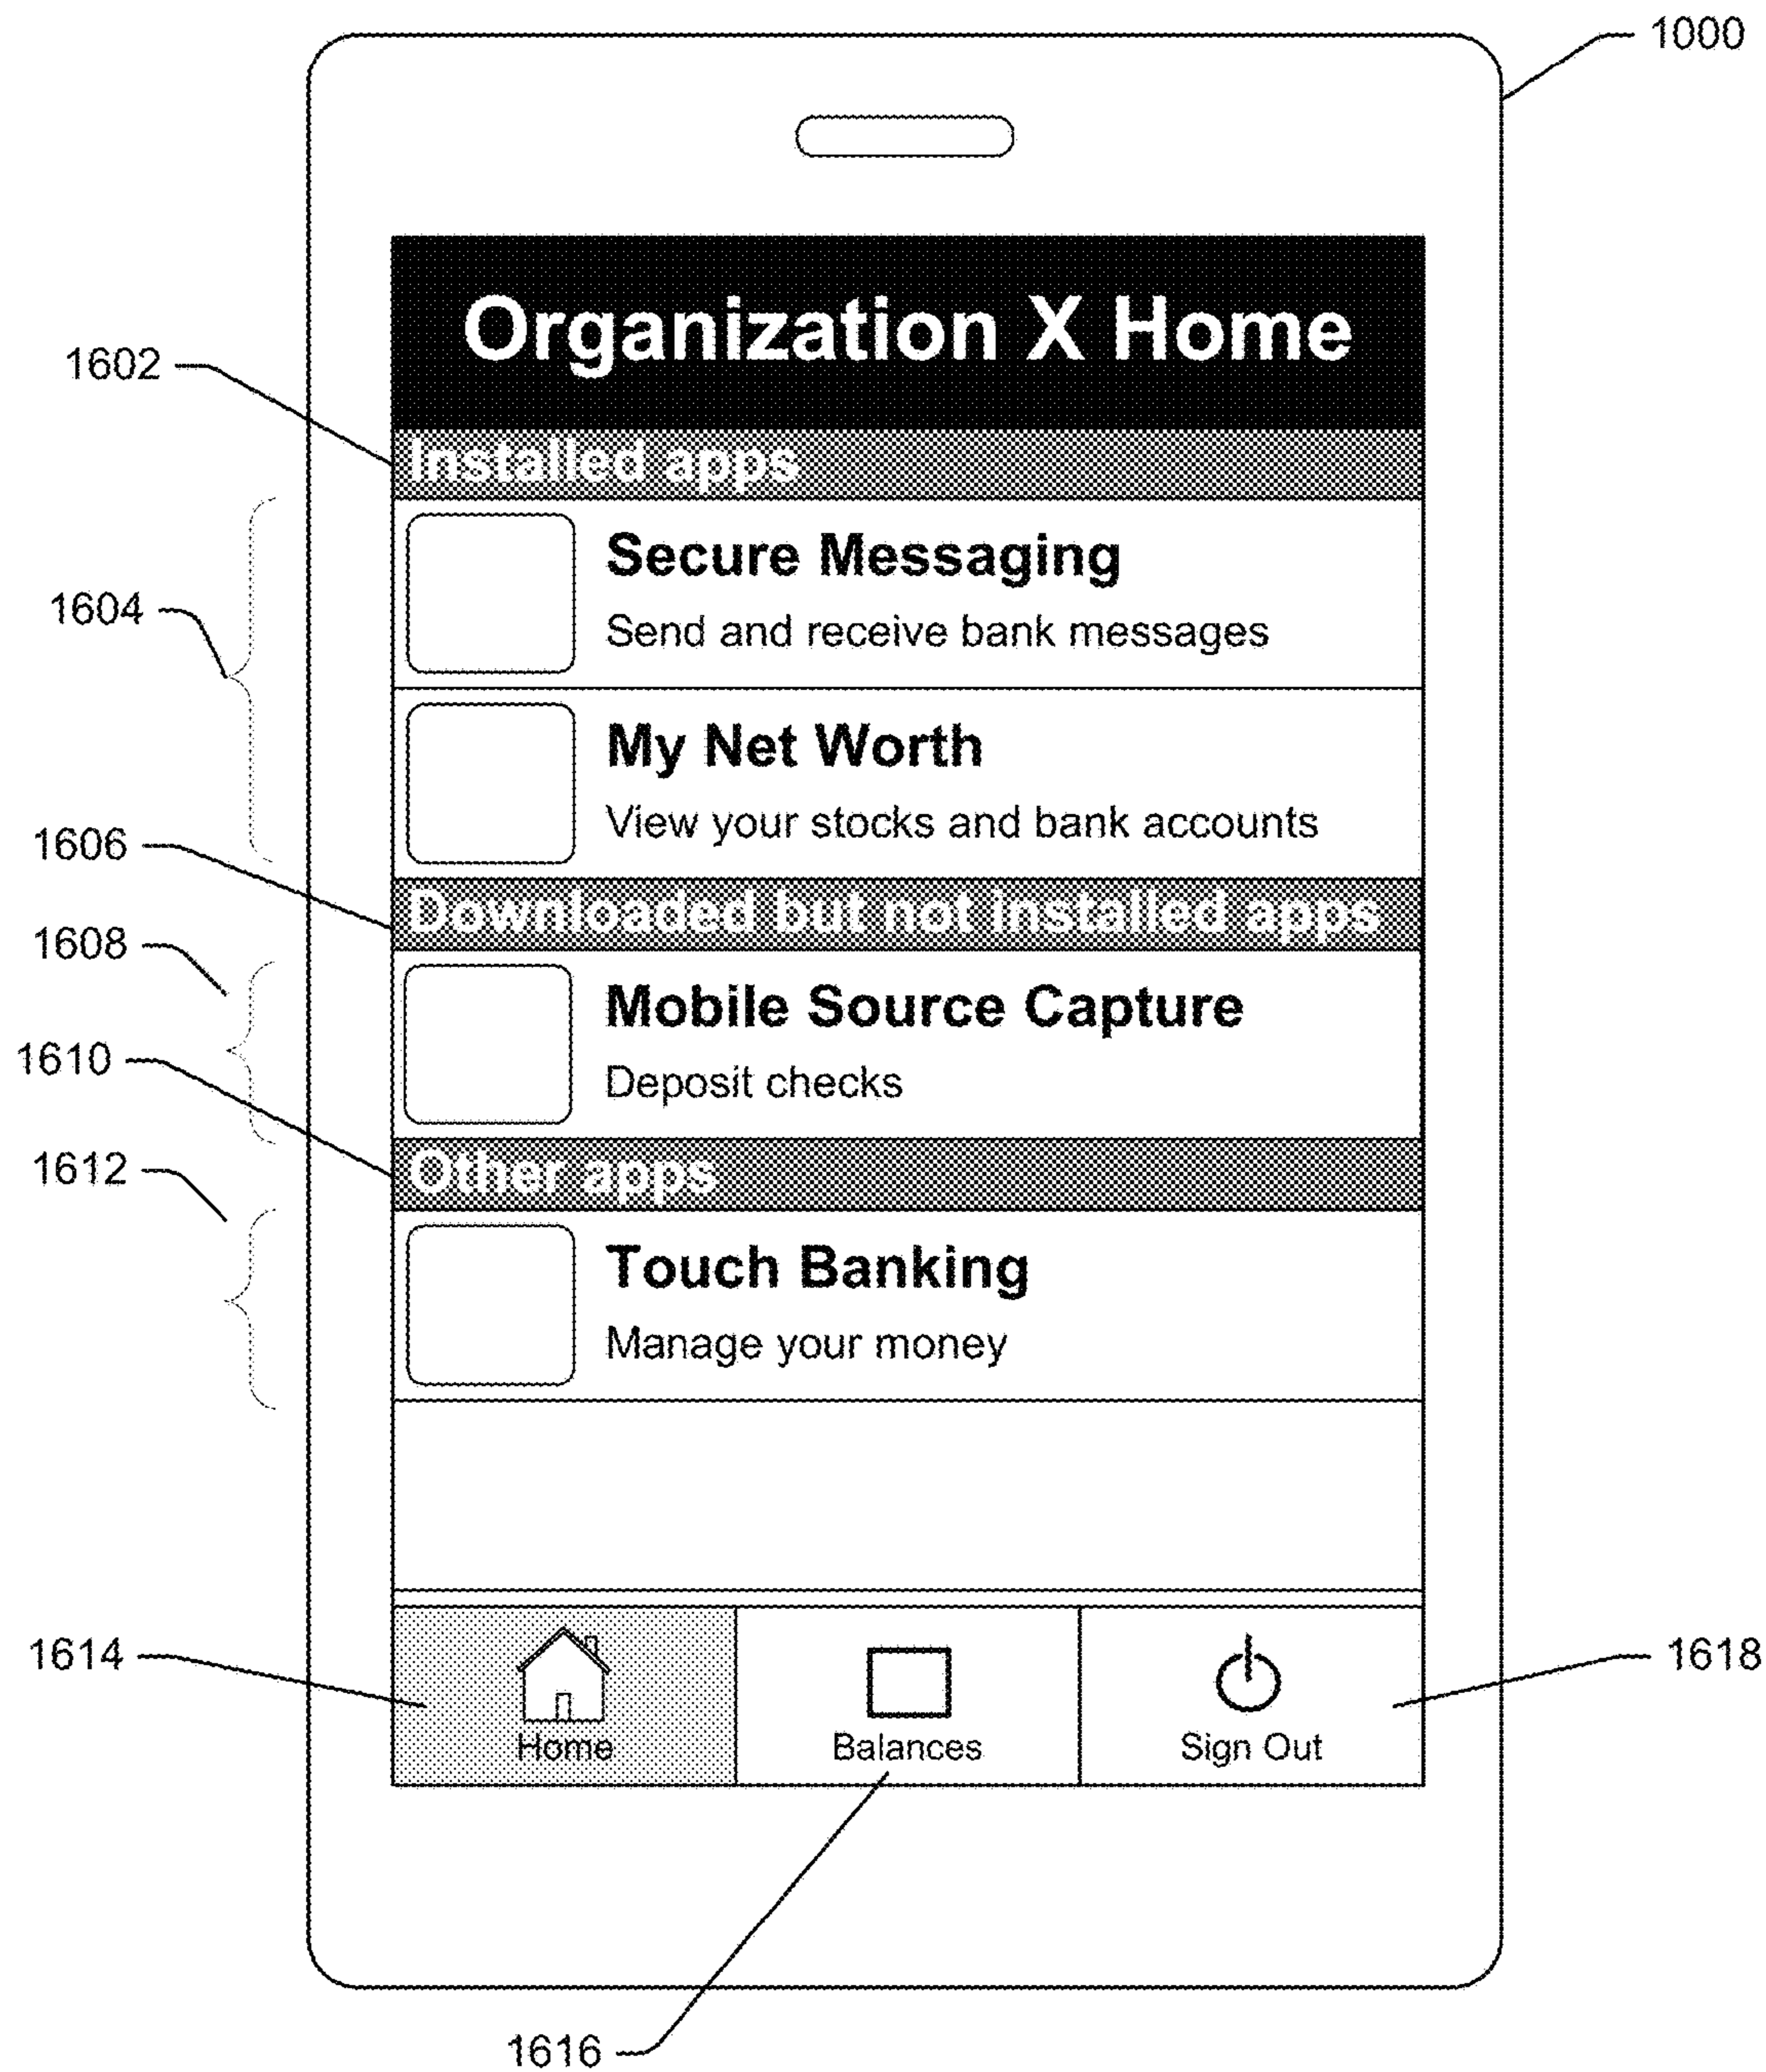 1000
Organization X Home
1602
Installed apps
Secure Messaging
1604
Send and receive bank messages
My Net Worth
View your stocks and bank accounts
1606
Downloaded but not installed apps
1608
Mobile Source Capture
1610
Deposit checks
1612
Other apps
Touch Banking
Manage your money
1614
1618
Home
Balances
Sign Out
1616